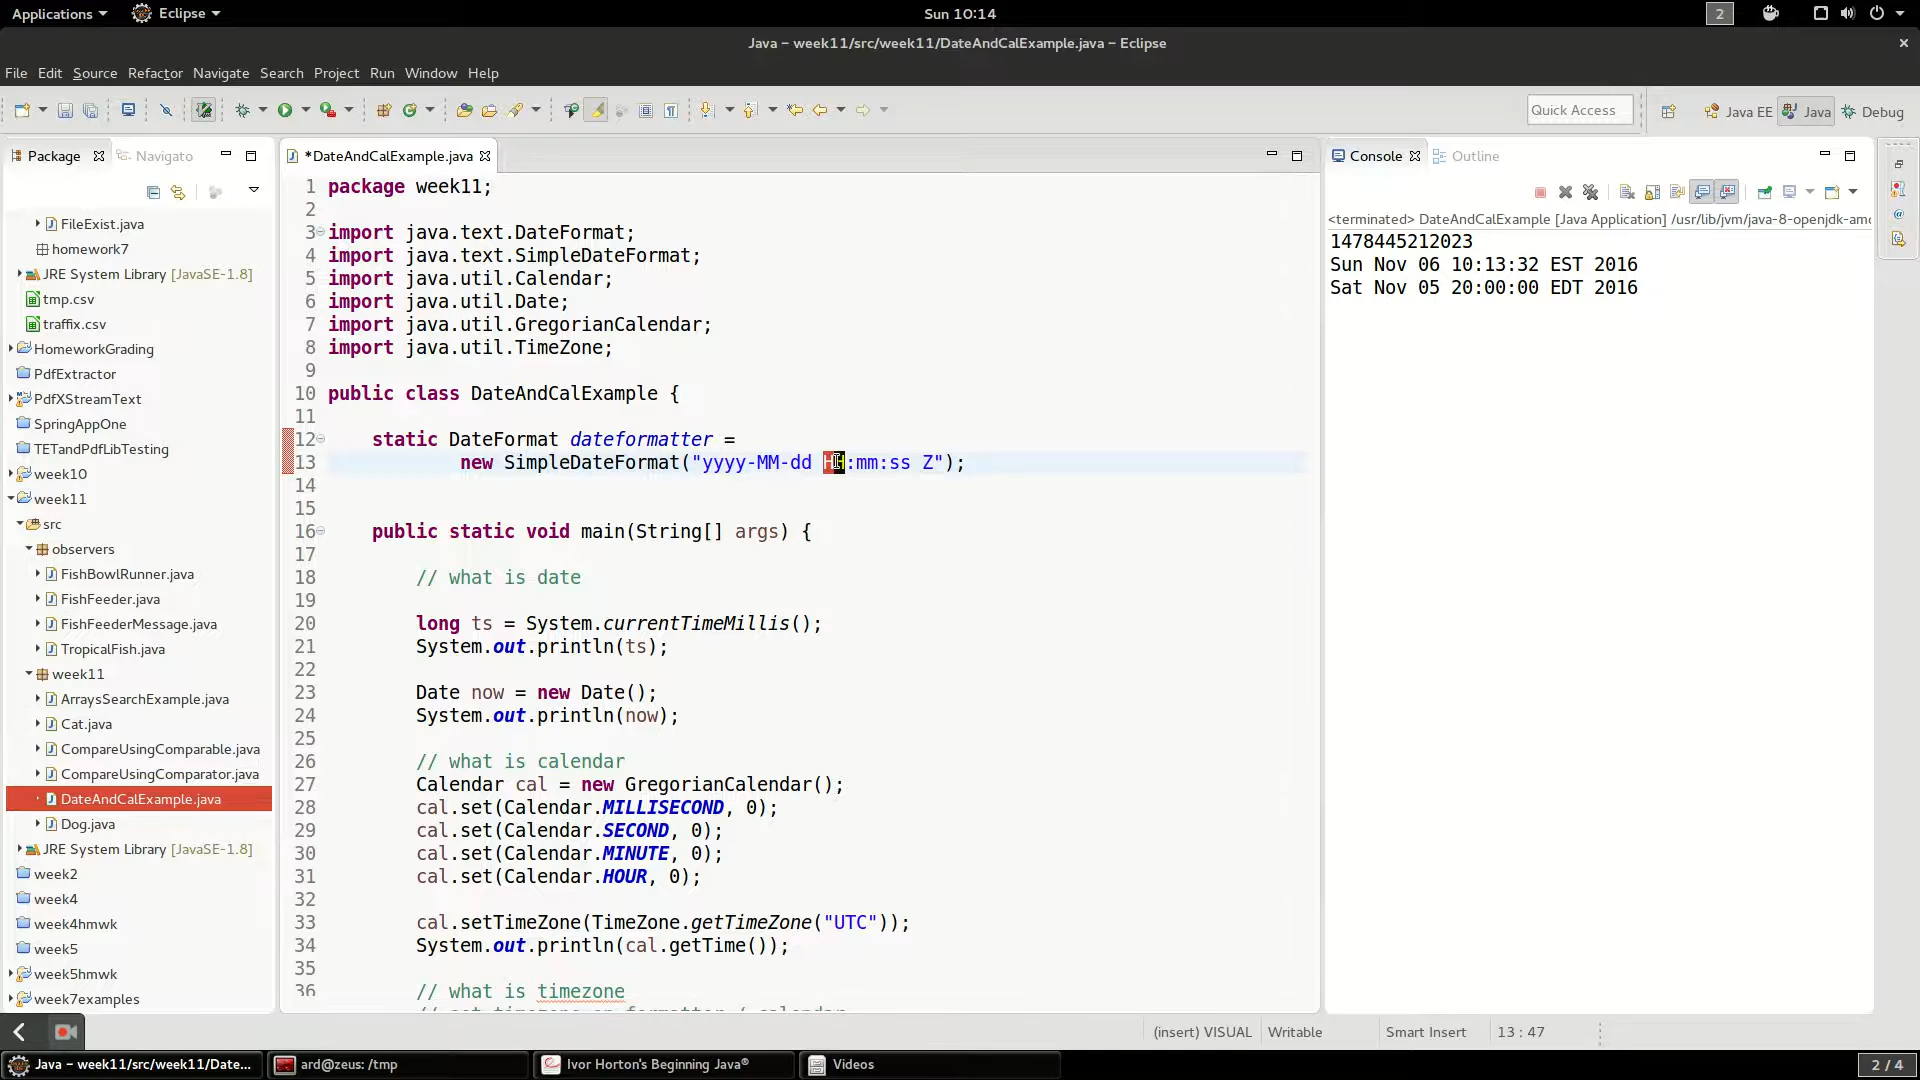 Applications
Eclipse
Sun 10:14
2
Java – week11/src/week11/DateAndCalExample.java – Eclipse
File Edit Source Refactor Navigate Search Project Run Window Help
Quick Access
Java EE
Java
Debug
Package
Navigato
FileExist.java
homework7
JRE System Library [JavaSE-1.8]
tmp.csv
traffix.csv
HomeworkGrading
PdfExtractor
PdfXStreamText
SpringAppOne
TETandPdfLibTesting
week10
week11
src
observers
FishBowlRunner.java
FishFeeder.java
FishFeederMessage.java
TropicalFish.java
week11
ArraysSearchExample.java
Cat.java
CompareUsingComparable.java
CompareUsingComparator.java
DateAndCalExample.java
Dog.java
JRE System Library [JavaSE-1.8]
week2
week4
week4hmwk
week5
week5hmwk
week7examples
*DateAndCalExample.java
1 package week11;
2
3 import java.text.DateFormat;
4 import java.text.SimpleDateFormat;
5 import java.util.Calendar;
6 import java.util.Date;
7 import java.util.GregorianCalendar;
8 import java.util.TimeZone;
9
10 public class DateAndCalExample {
11
12 static DateFormat dateformatter =
13 new SimpleDateFormat("yyyy-MM-dd HH:mm:ss Z");
14
15
16 public static void main(String[] args) {
17
18 // what is date
19
20 long ts = System.currentTimeMillis();
21 System.out.println(ts);
22
23 Date now = new Date();
24 System.out.println(now);
25
26 // what is calendar
27 Calendar cal = new GregorianCalendar();
28 cal.set(Calendar.MILLISECOND, 0);
29 cal.set(Calendar.SECOND, 0);
30 cal.set(Calendar.MINUTE, 0);
31 cal.set(Calendar.HOUR, 0);
32
33 cal.setTimeZone(TimeZone.getTimeZone("UTC"));
34 System.out.println(cal.getTime());
35
36 // what is timezone
Console
Outline
<terminated> DateAndCalExample [Java Application] /usr/lib/jvm/java-8-openjdk-amd
1478445212023
Sun Nov 06 10:13:32 EST 2016
Sat Nov 05 20:00:00 EDT 2016
(insert) VISUAL
Writable
Smart Insert
13 : 47
Java – week11/src/week11/Date...
ard@zeus: /tmp
Ivor Horton's Beginning Java®
Videos
2 / 4